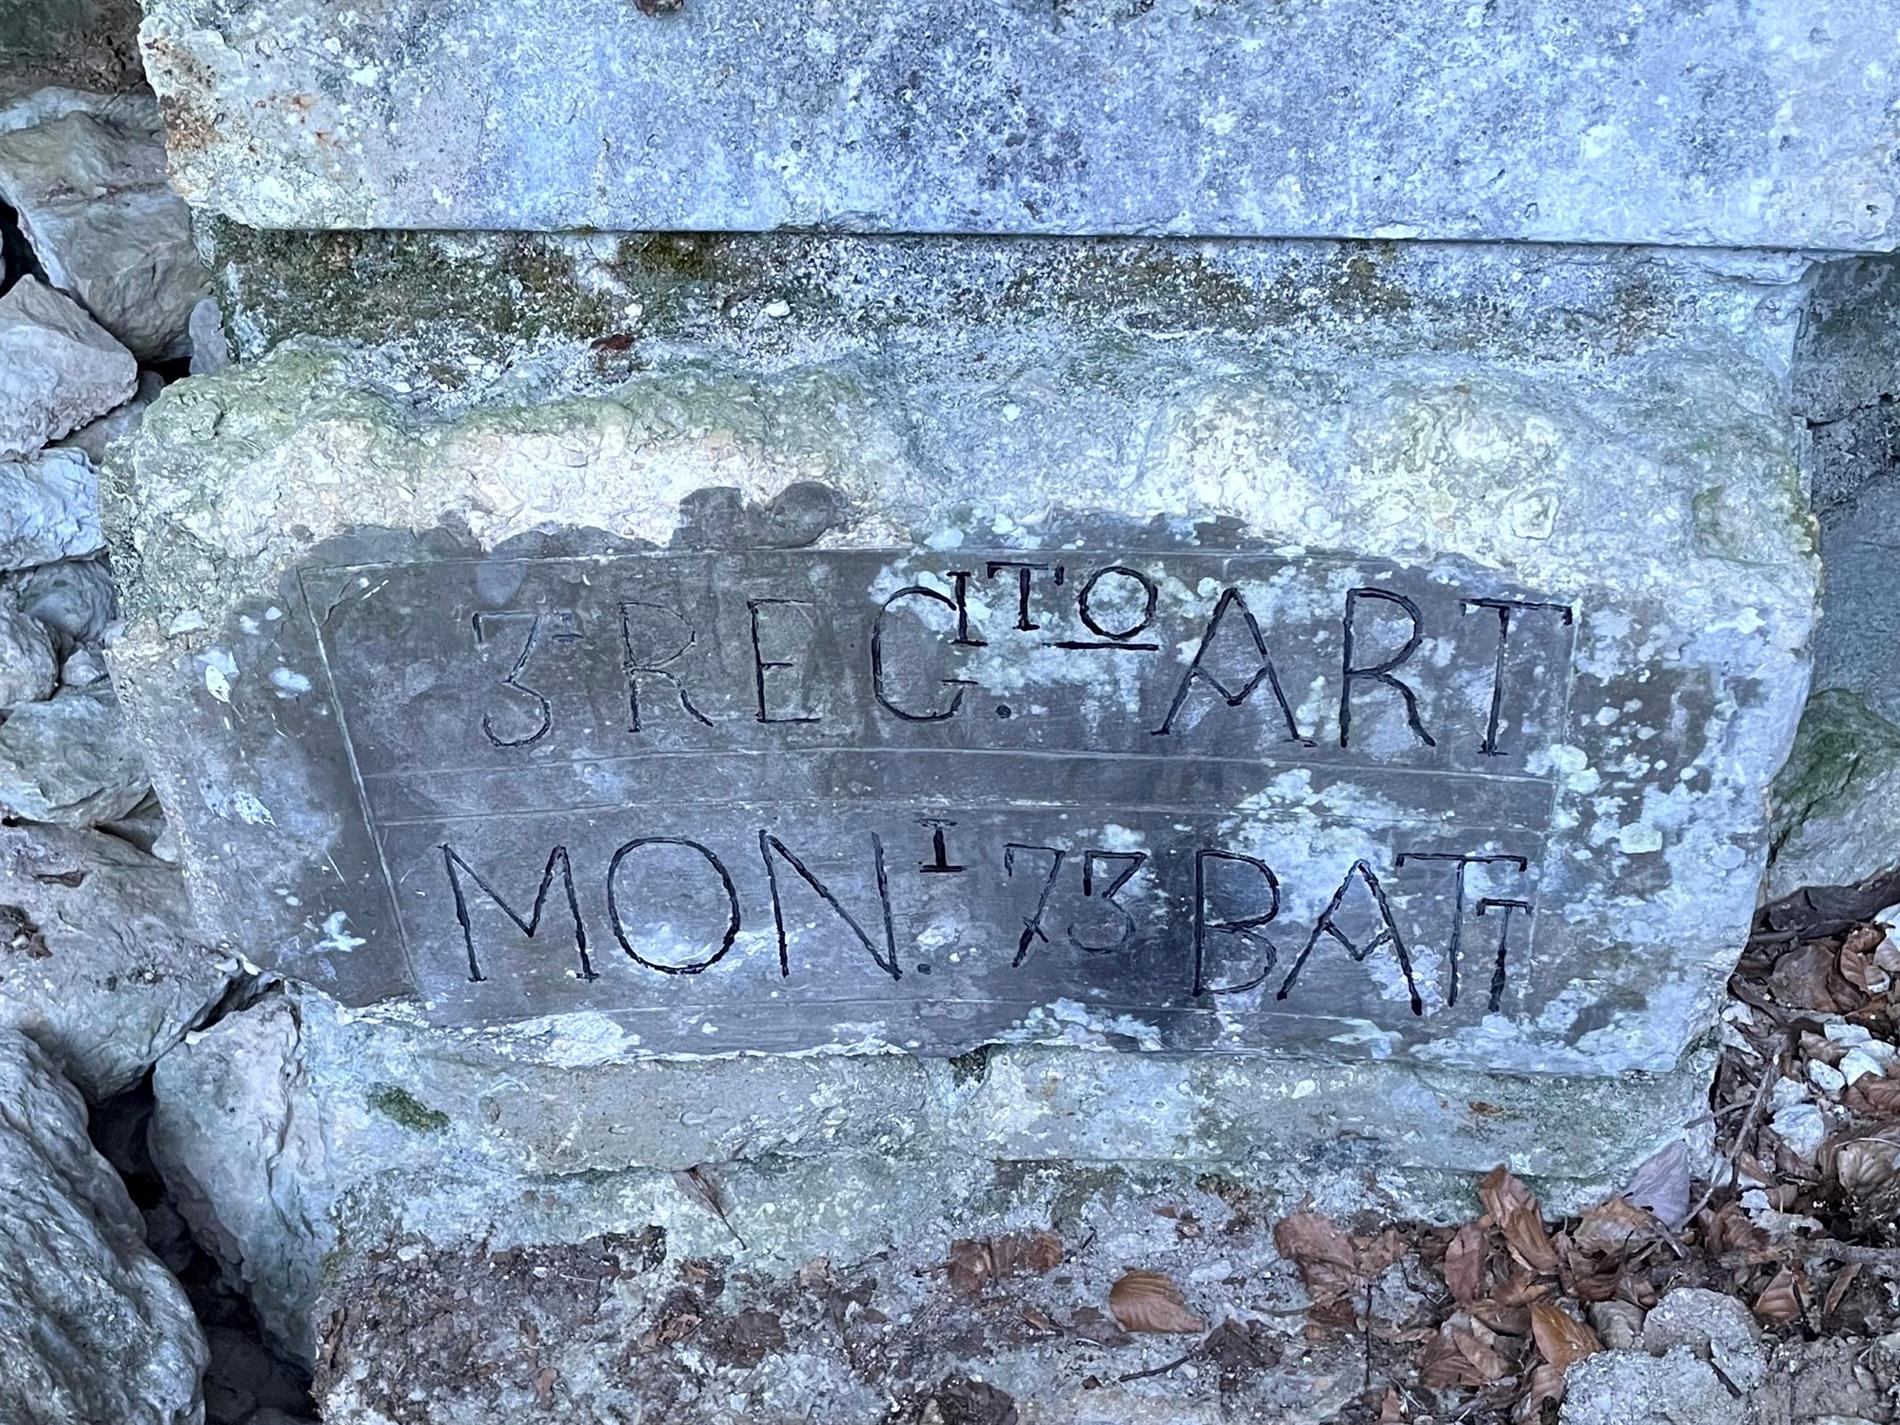 3° REG.ITO ART
MON.I 73 BATT